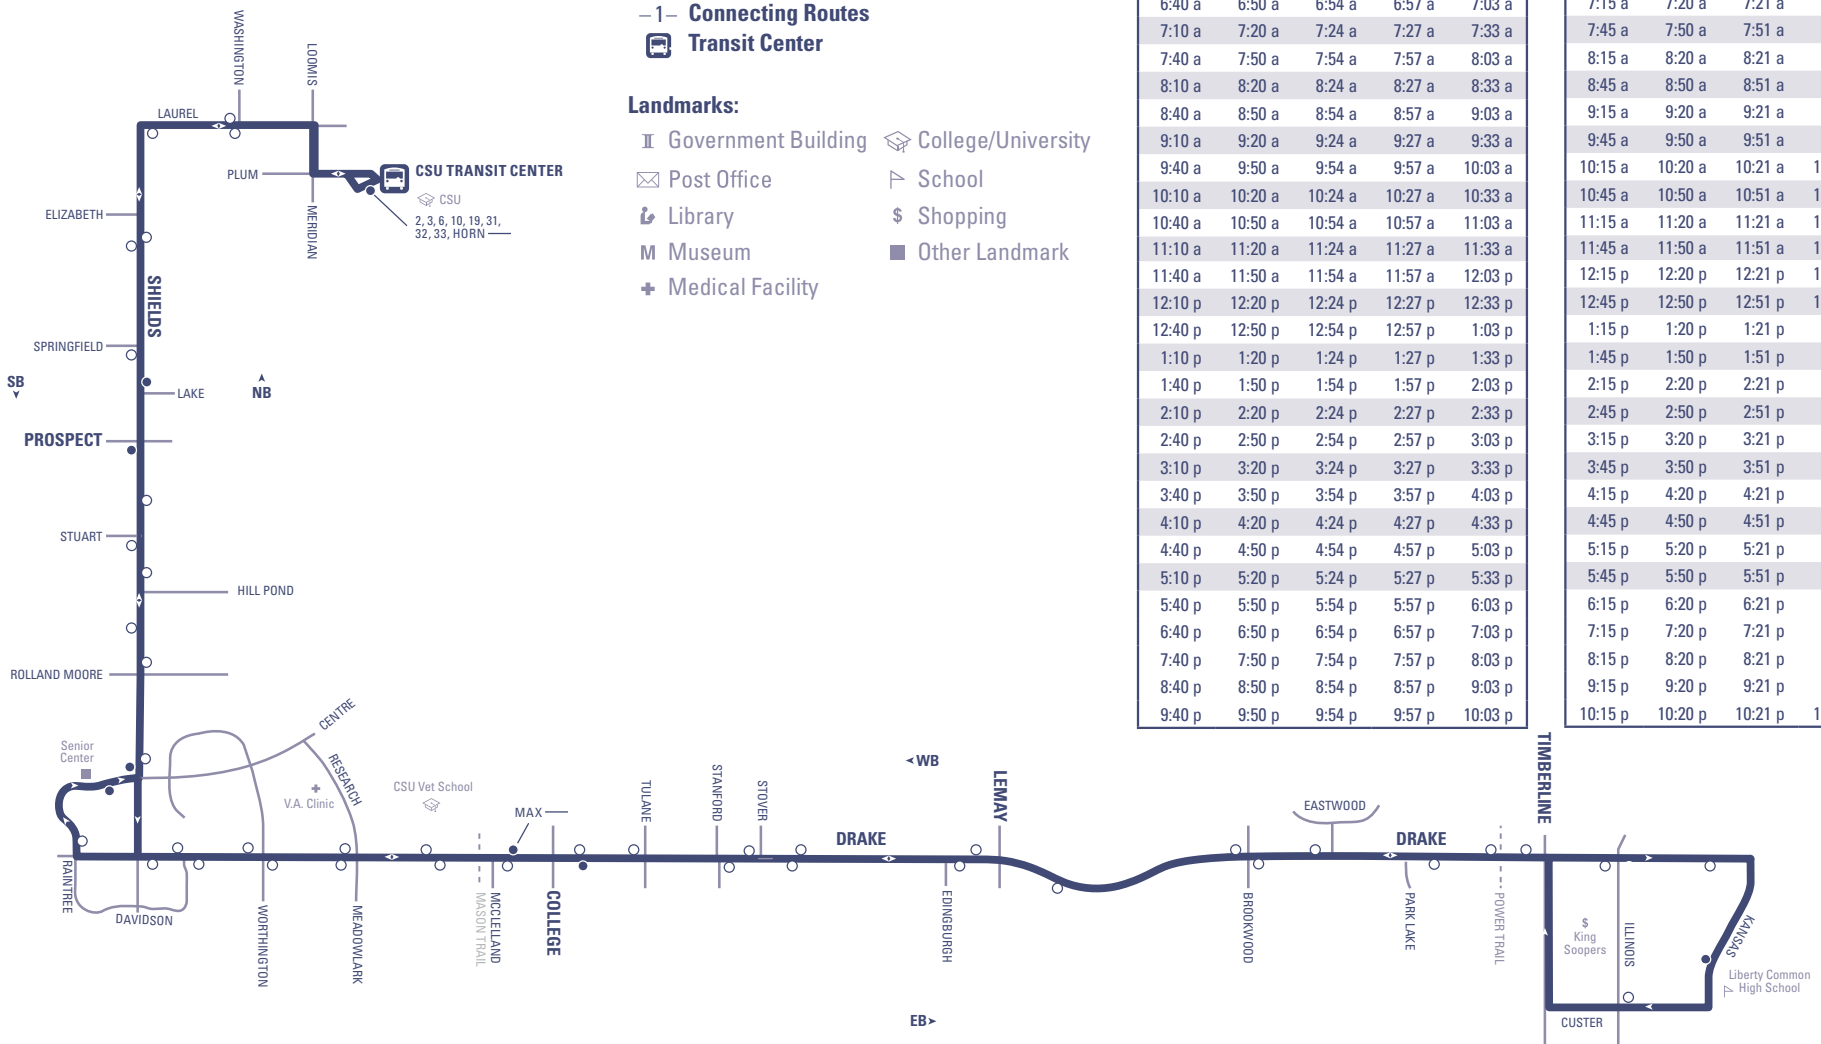 –1– Connecting Routes
Transit Center
Landmarks:
Government Building
College/University
Post Office
School
Library
$ Shopping
M Museum
Other Landmark
Medical Facility
WASHINGTON
LOOMIS
LAUREL
PLUM
CSU TRANSIT CENTER
CSU
2, 3, 6, 10, 19, 31,
32, 33, HORN
MERIDIAN
ELIZABETH
SHIELDS
SPRINGFIELD
SB
NB
LAKE
PROSPECT
STUART
HILL POND
ROLLAND MOORE
CENTRE
Senior
Center
RESEARCH
V.A. Clinic
CSU Vet School
MAX
TULANE
STANFORD
STOVER
WB
DRAKE
LEMAY
EASTWOOD
DRAKE
TIMBERLINE
RAINTREE
DAVIDSON
WORTHINGTON
MEADOWLARK
MASON TRAIL
MCCLELLAND
COLLEGE
EDINGBURGH
BROOKWOOD
PARK LAKE
POWER TRAIL
$
King
Soopers
ILLINOIS
KANSAS
Liberty Common
High School
CUSTER
EB
6:40 a 6:50 a 6:54 a 6:57 a 7:03 a
7:10 a 7:20 a 7:24 a 7:27 a 7:33 a
7:40 a 7:50 a 7:54 a 7:57 a 8:03 a
8:10 a 8:20 a 8:24 a 8:27 a 8:33 a
8:40 a 8:50 a 8:54 a 8:57 a 9:03 a
9:10 a 9:20 a 9:24 a 9:27 a 9:33 a
9:40 a 9:50 a 9:54 a 9:57 a 10:03 a
10:10 a 10:20 a 10:24 a 10:27 a 10:33 a
10:40 a 10:50 a 10:54 a 10:57 a 11:03 a
11:10 a 11:20 a 11:24 a 11:27 a 11:33 a
11:40 a 11:50 a 11:54 a 11:57 a 12:03 p
12:10 p 12:20 p 12:24 p 12:27 p 12:33 p
12:40 p 12:50 p 12:54 p 12:57 p 1:03 p
1:10 p 1:20 p 1:24 p 1:27 p 1:33 p
1:40 p 1:50 p 1:54 p 1:57 p 2:03 p
2:10 p 2:20 p 2:24 p 2:27 p 2:33 p
2:40 p 2:50 p 2:54 p 2:57 p 3:03 p
3:10 p 3:20 p 3:24 p 3:27 p 3:33 p
3:40 p 3:50 p 3:54 p 3:57 p 4:03 p
4:10 p 4:20 p 4:24 p 4:27 p 4:33 p
4:40 p 4:50 p 4:54 p 4:57 p 5:03 p
5:10 p 5:20 p 5:24 p 5:27 p 5:33 p
5:40 p 5:50 p 5:54 p 5:57 p 6:03 p
6:40 p 6:50 p 6:54 p 6:57 p 7:03 p
7:40 p 7:50 p 7:54 p 7:57 p 8:03 p
8:40 p 8:50 p 8:54 p 8:57 p 9:03 p
9:40 p 9:50 p 9:54 p 9:57 p 10:03 p
7:15 a 7:20 a 7:21 a
7:45 a 7:50 a 7:51 a
8:15 a 8:20 a 8:21 a
8:45 a 8:50 a 8:51 a
9:15 a 9:20 a 9:21 a
9:45 a 9:50 a 9:51 a
10:15 a 10:20 a 10:21 a
10:45 a 10:50 a 10:51 a
11:15 a 11:20 a 11:21 a
11:45 a 11:50 a 11:51 a
12:15 p 12:20 p 12:21 p
12:45 p 12:50 p 12:51 p
1:15 p 1:20 p 1:21 p
1:45 p 1:50 p 1:51 p
2:15 p 2:20 p 2:21 p
2:45 p 2:50 p 2:51 p
3:15 p 3:20 p 3:21 p
3:45 p 3:50 p 3:51 p
4:15 p 4:20 p 4:21 p
4:45 p 4:50 p 4:51 p
5:15 p 5:20 p 5:21 p
5:45 p 5:50 p 5:51 p
6:15 p 6:20 p 6:21 p
7:15 p 7:20 p 7:21 p
8:15 p 8:20 p 8:21 p
9:15 p 9:20 p 9:21 p
10:15 p 10:20 p 10:21 p